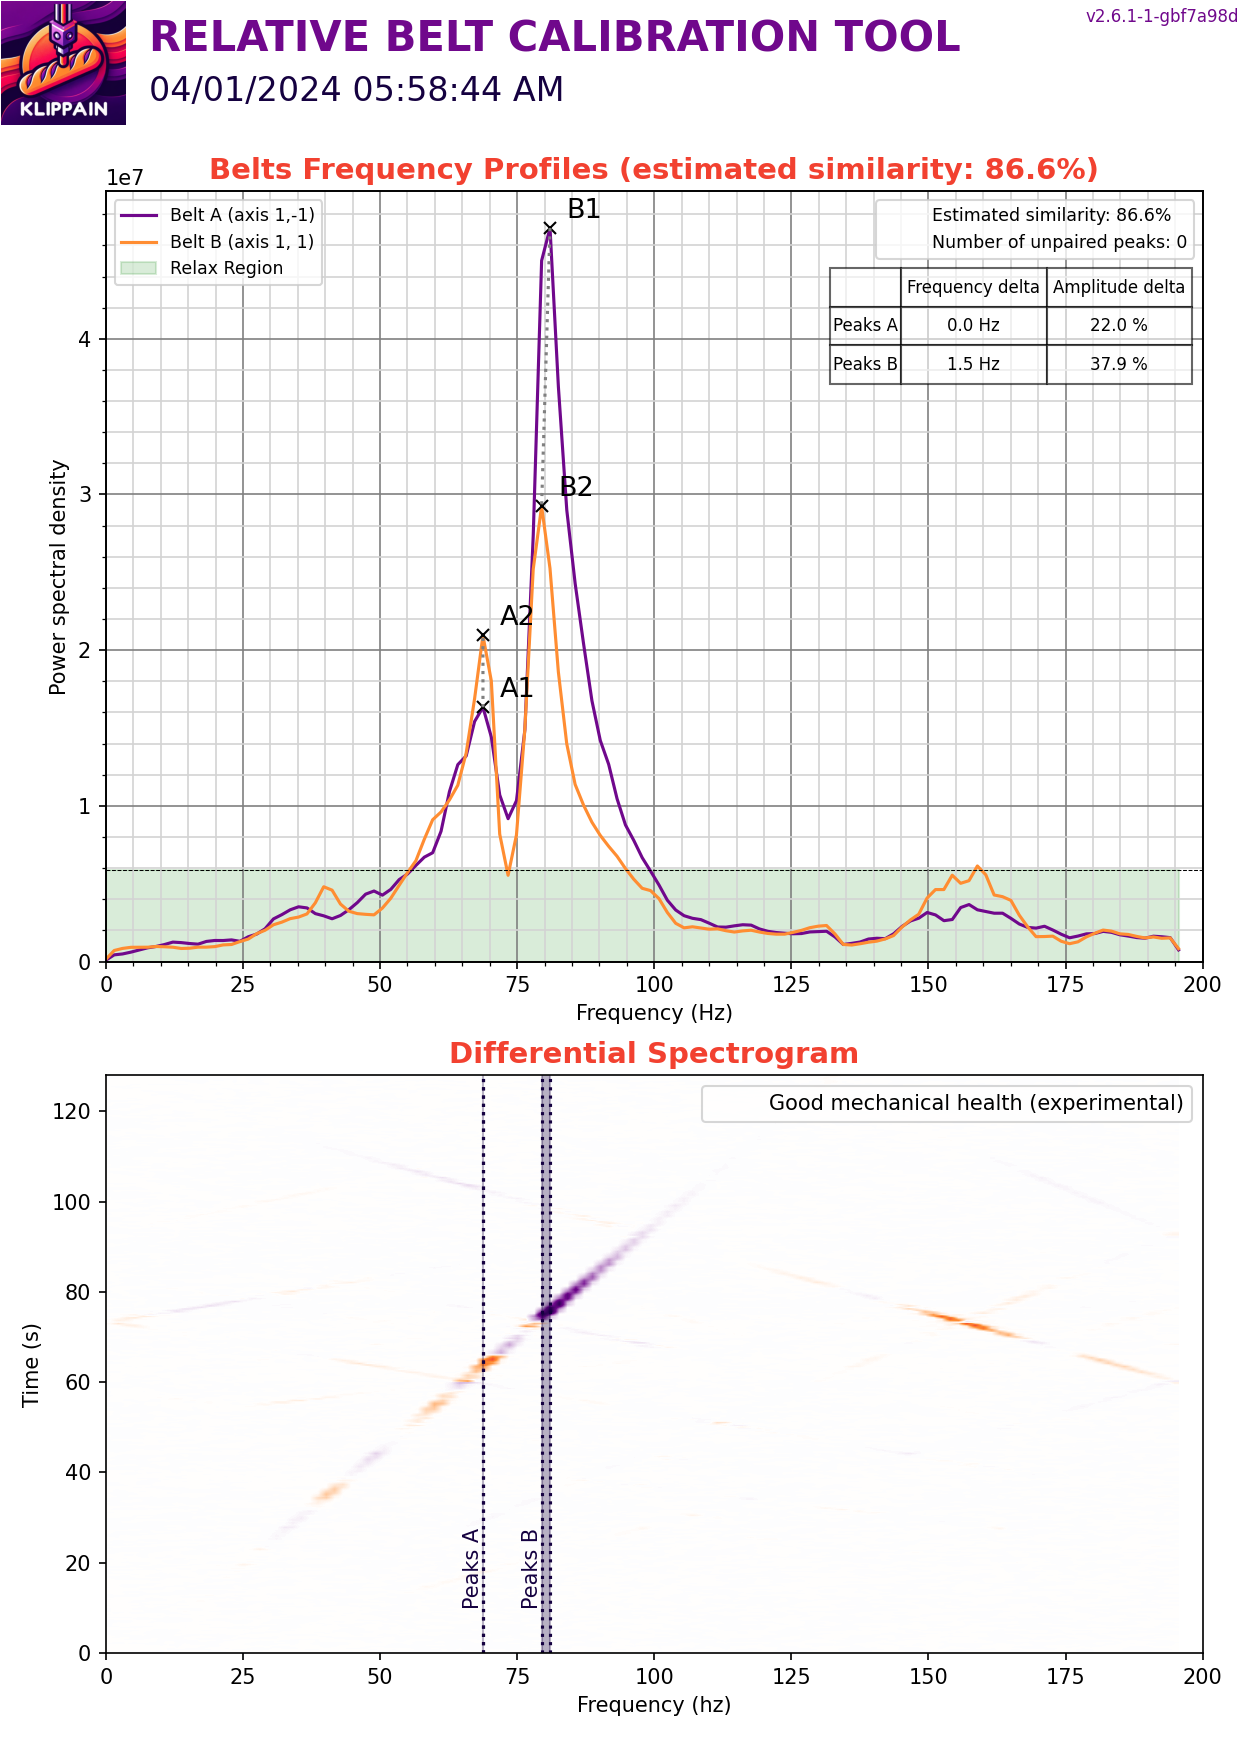 v2.6.1-1-gbf7a98d
RELATIVE BELT CALIBRATION TOOL
04/01/2024 05:58:44 AM
KLIPPAIN
Belts Frequency Profiles (estimated similarity: 86.6%)
1e7
Belt A (axis 1,-1)
Belt B (axis 1, 1)
Relax Region
Estimated similarity: 86.6%
Number of unpaired peaks: 0
Frequency delta Amplitude delta
Peaks A 0.0 Hz 22.0 %
Peaks B 1.5 Hz 37.9 %
B1
B2
A2
A1
Power spectral density
4
3
2
1
0
0 25 50 75 100 125 150 175 200
Frequency (Hz)
Differential Spectrogram
Good mechanical health (experimental)
Time (s)
120
100
80
60
40
20
0
Peaks A
Peaks B
0 25 50 75 100 125 150 175 200
Frequency (hz)